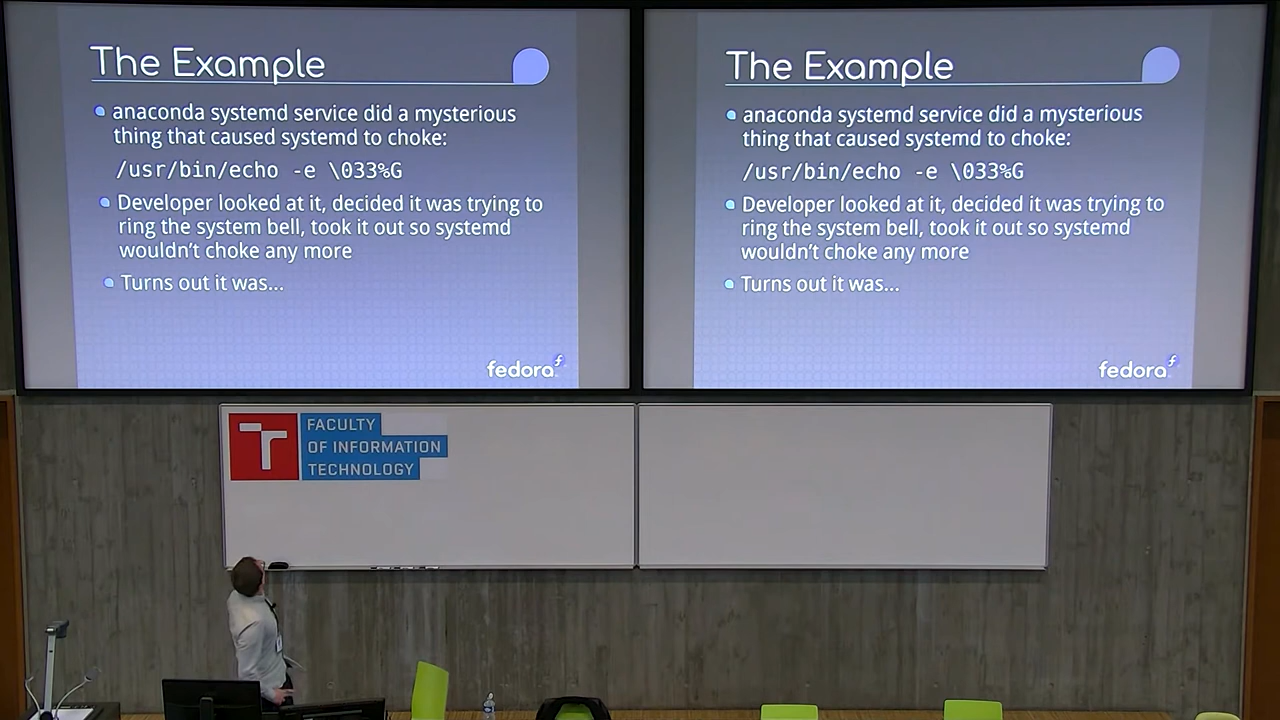 The Example
anaconda systemd service did a mysterious
thing that caused systemd to choke:
/usr/bin/echo -e \033%G
Developer looked at it, decided it was trying to
ring the system bell, took it out so systemd
wouldn't choke any more
Turns out it was...
fedora
The Example
anaconda systemd service did a mysterious
thing that caused systemd to choke:
/usr/bin/echo -e \033%G
Developer looked at it, decided it was trying to
ring the system bell, took it out so systemd
wouldn't choke any more
Turns out it was...
fedora
FACULTY
OF INFORMATION
TECHNOLOGY